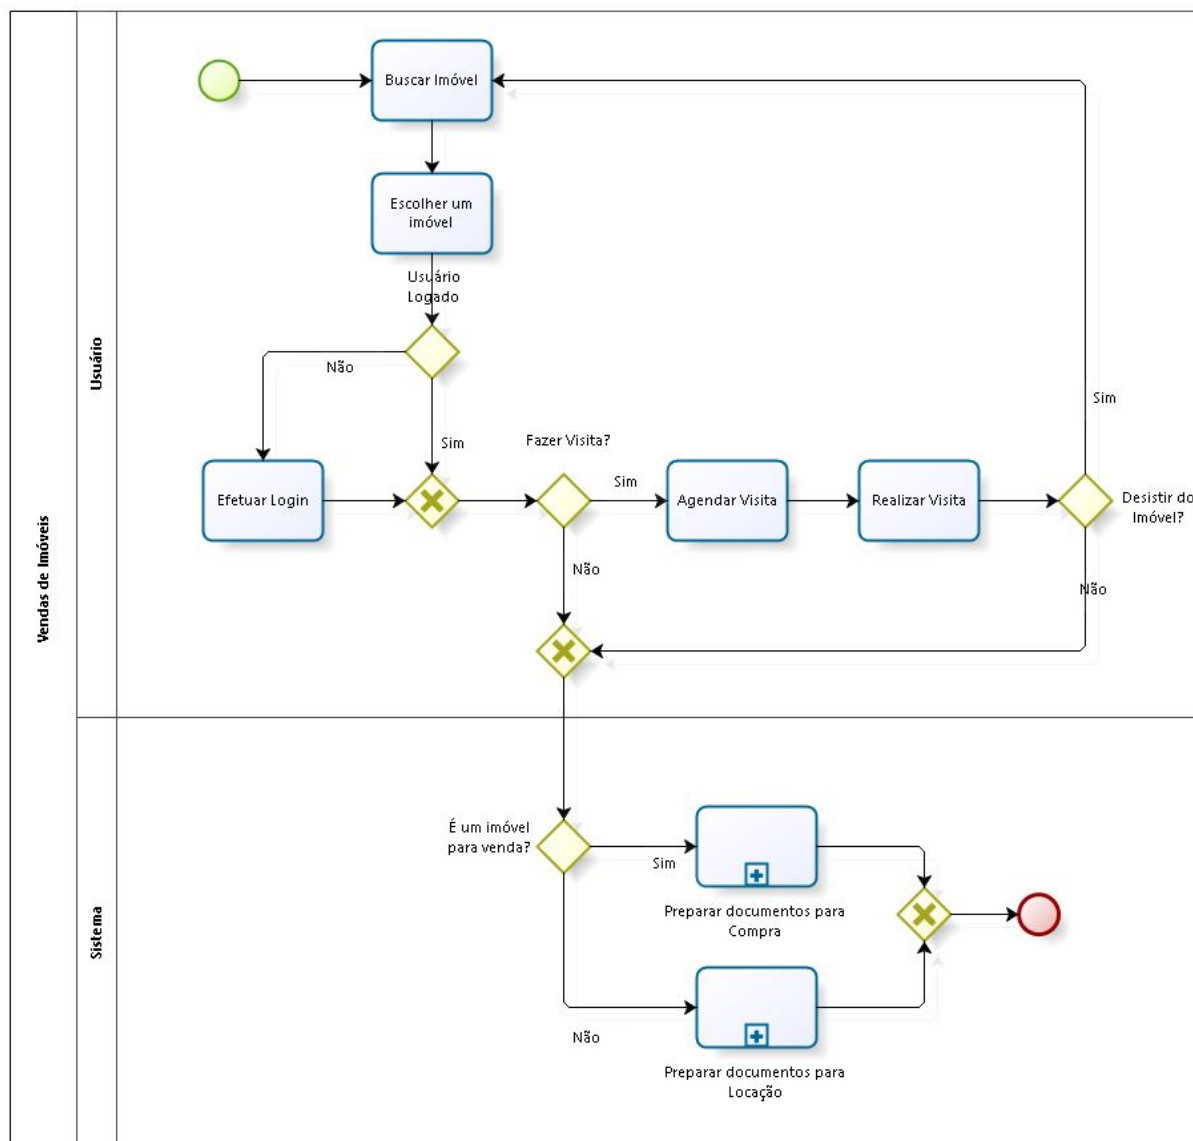 Vendas de Imóveis
Usuário
Buscar Imóvel
Escolher um
imóvel
Usuário
Logado
Não
Sim
Efetuar Login
Fazer Visita?
Sim
Não
Agendar Visita
Realizar Visita
Sim
Desistir do
Imóvel?
Não
Sistema
É um imóvel
para venda?
Sim
Preparar documentos para
Compra
Não
Preparar documentos para
Locação